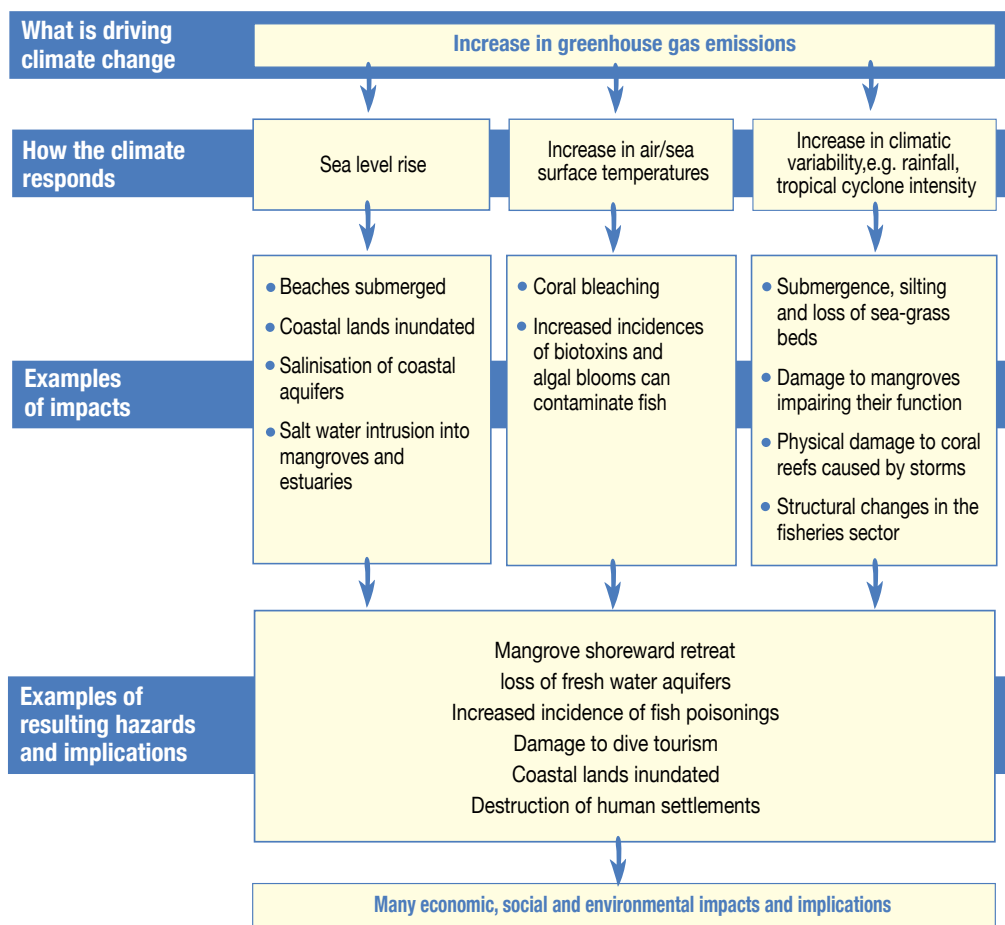 What is driving
climate change
Increase in greenhouse gas emissions
How the climate
responds
Sea level rise
Increase in air/sea
surface temperatures
Increase in climatic
variability,e.g. rainfall,
tropical cyclone intensity
Examples
of impacts
• Beaches submerged
• Coastal lands inundated
• Salinisation of coastal
aquifers
• Salt water intrusion into
mangroves and
estuaries
• Coral bleaching
• Increased incidences
of biotoxins and
algal blooms can
contaminate fish
• Submergence, silting
and loss of sea-grass
beds
• Damage to mangroves
impairing their function
• Physical damage to coral
reefs caused by storms
• Structural changes in the
fisheries sector
Examples of
resulting hazards
and implications
Mangrove shoreward retreat
loss of fresh water aquifers
Increased incidence of fish poisonings
Damage to dive tourism
Coastal lands inundated
Destruction of human settlements
Many economic, social and environmental impacts and implications